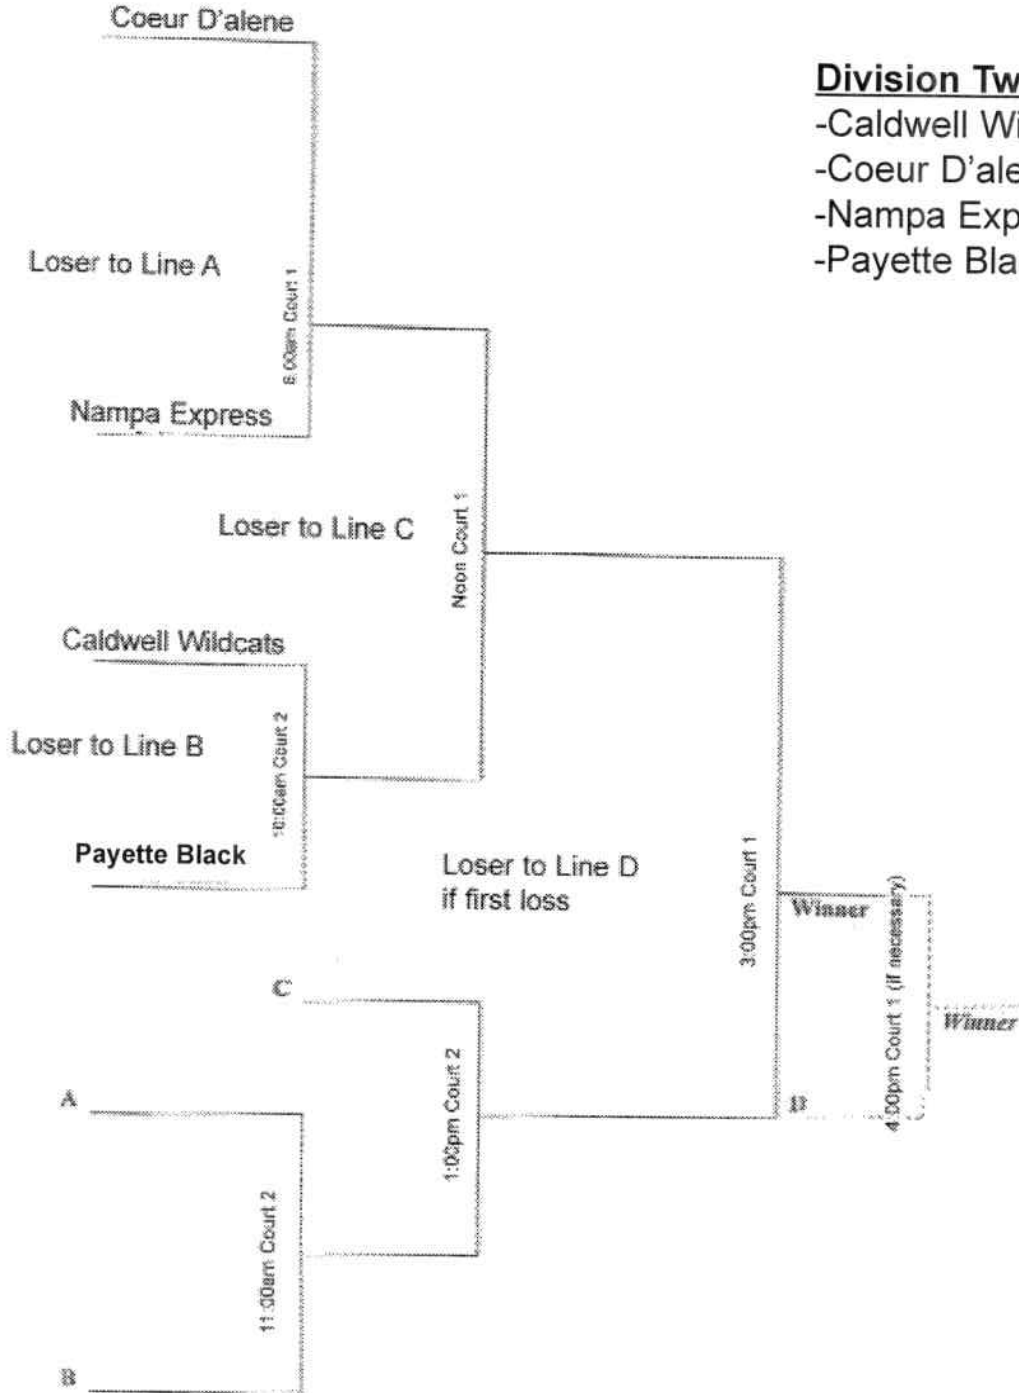 Coeur D'alene
Division Tw
-Caldwell Wi
-Coeur D'ale
-Nampa Exp
-Payette Bla
Loser to Line A
8:00am Court 1
Nampa Express
Loser to Line C
Noon Court 1
Caldwell Wildcats
Loser to Line B
10:00am Court 2
Payette Black
Loser to Line D
if first loss
3:00pm Court 1
Winner
4:00pm Court 1 (if necessary)
Winner
C
1:00pm Court 2
D
A
11:00am Court 2
B